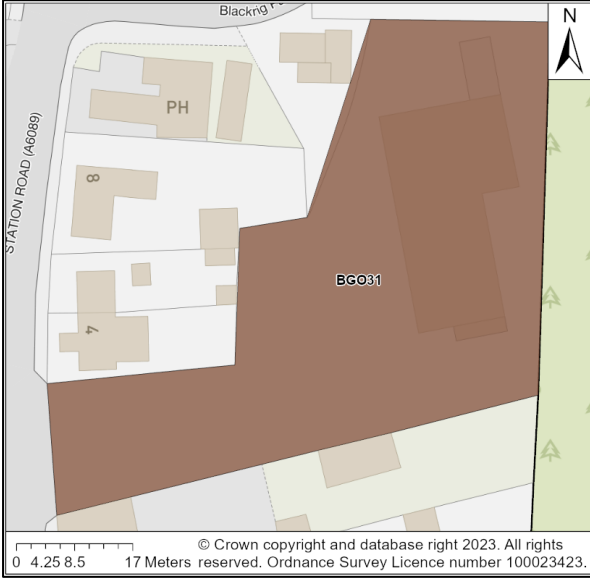 Blackrig
N
PH
STATION ROAD (A6089)
8
BGO31
4
© Crown copyright and database right 2023. All rights
0 4.25 8.5 17 Meters reserved. Ordnance Survey Licence number 100023423.